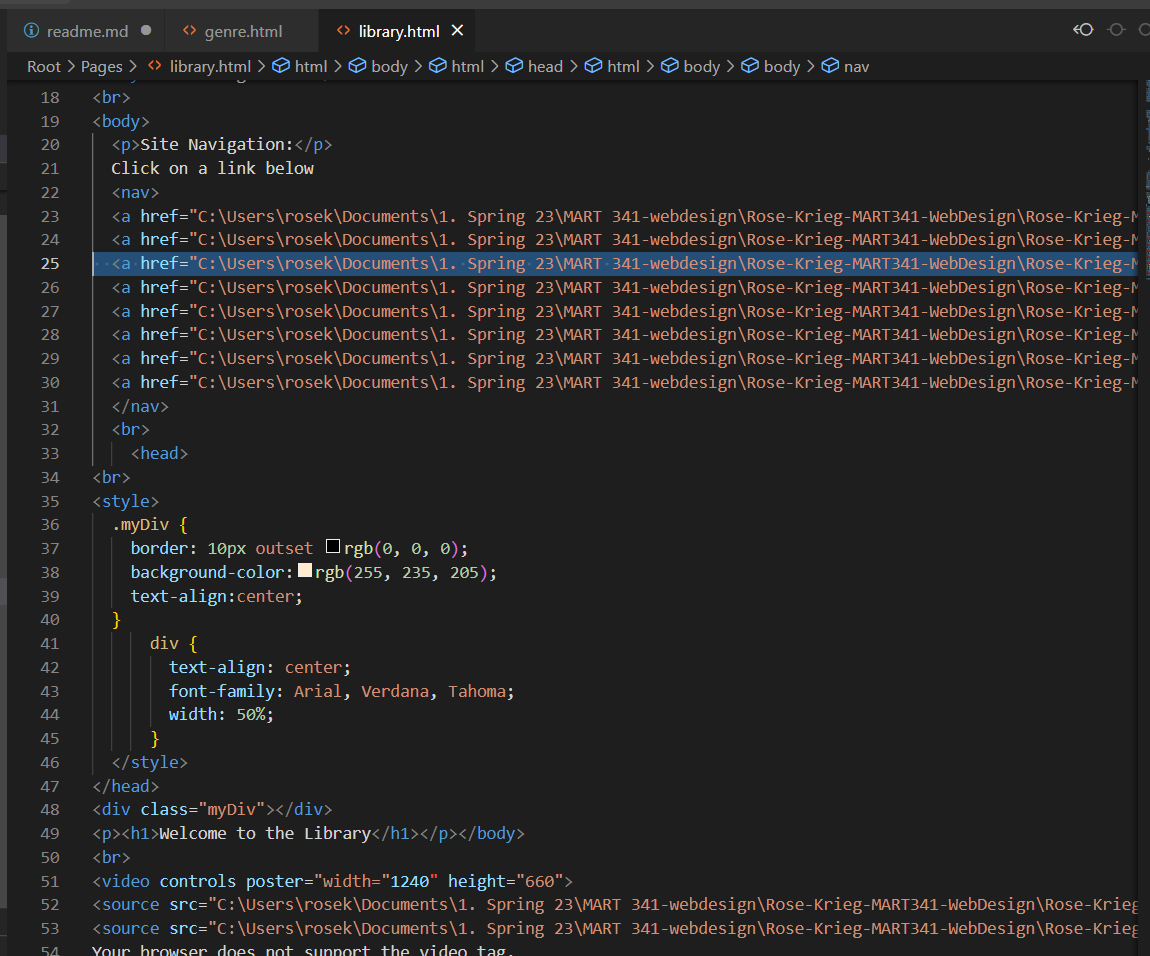 readme.md genre.html library.html
Root > Pages > library.html > html > body > html > head > html > body > body > nav
18 <br>
19 <body>
20 <p>Site Navigation:</p>
21 Click on a link below
22 <nav>
23 <a href="C:\Users\rosek\Documents\1. Spring 23\MART 341-webdesign\Rose-Krieg-MART341-WebDesign\Rose-Krieg-M
24 <a href="C:\Users\rosek\Documents\1. Spring 23\MART 341-webdesign\Rose-Krieg-MART341-WebDesign\Rose-Krieg-M
25 <a href="C:\Users\rosek\Documents\1. Spring 23\MART 341-webdesign\Rose-Krieg-MART341-WebDesign\Rose-Krieg-M
26 <a href="C:\Users\rosek\Documents\1. Spring 23\MART 341-webdesign\Rose-Krieg-MART341-WebDesign\Rose-Krieg-M
27 <a href="C:\Users\rosek\Documents\1. Spring 23\MART 341-webdesign\Rose-Krieg-MART341-WebDesign\Rose-Krieg-M
28 <a href="C:\Users\rosek\Documents\1. Spring 23\MART 341-webdesign\Rose-Krieg-MART341-WebDesign\Rose-Krieg-M
29 <a href="C:\Users\rosek\Documents\1. Spring 23\MART 341-webdesign\Rose-Krieg-MART341-WebDesign\Rose-Krieg-M
30 <a href="C:\Users\rosek\Documents\1. Spring 23\MART 341-webdesign\Rose-Krieg-MART341-WebDesign\Rose-Krieg-M
31 </nav>
32 <br>
33 <head>
34 <br>
35 <style>
36 .myDiv {
37 border: 10px outset rgb(0, 0, 0);
38 background-color: rgb(255, 235, 205);
39 text-align:center;
40 }
41 div {
42 text-align: center;
43 font-family: Arial, Verdana, Tahoma;
44 width: 50%;
45 }
46 </style>
47 </head>
48 <div class="myDiv"></div>
49 <p><h1>Welcome to the Library</h1></p></body>
50 <br>
51 <video controls poster="width="1240" height="660">
52 <source src="C:\Users\rosek\Documents\1. Spring 23\MART 341-webdesign\Rose-Krieg-MART341-WebDesign\Rose-Krieg
53 <source src="C:\Users\rosek\Documents\1. Spring 23\MART 341-webdesign\Rose-Krieg-MART341-WebDesign\Rose-Krieg
54 Your browser does not support the video tag.